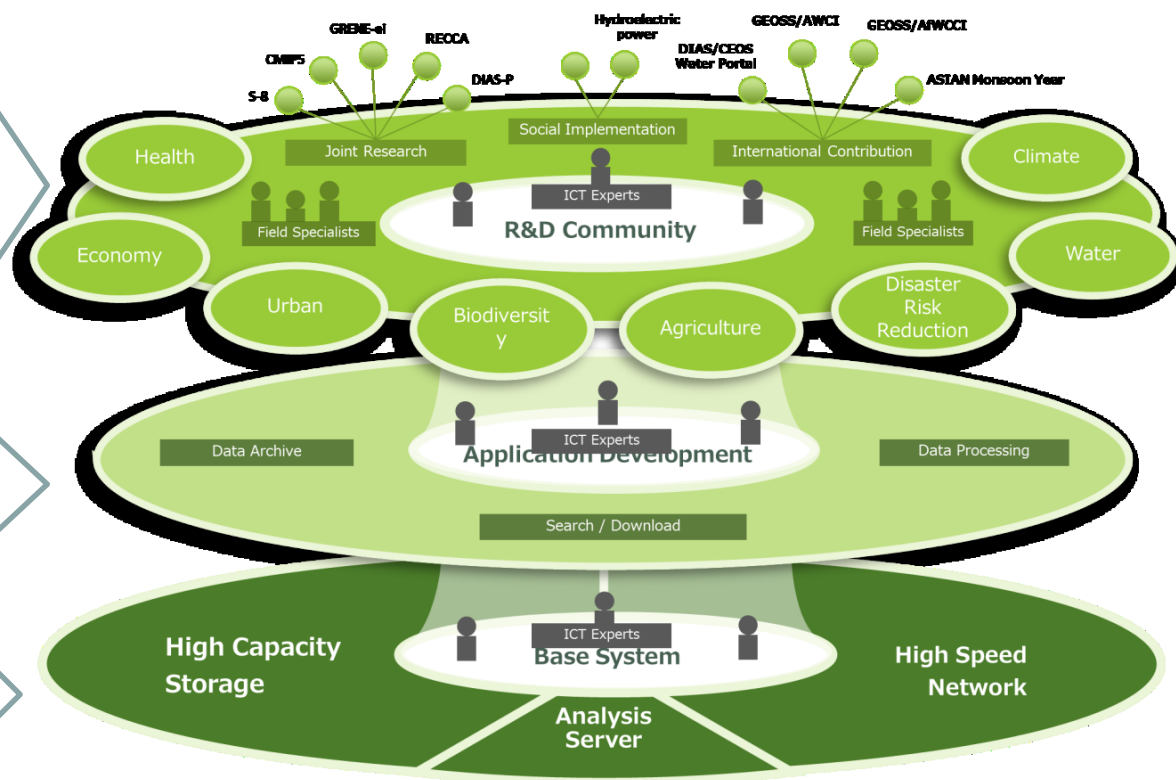 Hydroelectric
power
GEOSS/AWCI
GEOSS/AfWCCI
GRENE-ei
RECCA
CMIP5
DIAS/CEOS
Water Portal
S-8
DIAS-P
ASIAN Monsoon Year
Social Implementation
Joint Research
International Contribution
Health
Climate
ICT Experts
Field Specialists
R&D Community
Field Specialists
Economy
Water
Urban
Biodiversit
y
Agriculture
Disaster
Risk
Reduction
ICT Experts
Data Archive
Application Development
Data Processing
Search / Download
ICT Experts
High Capacity
Storage
Base System
High Speed
Network
Analysis
Server